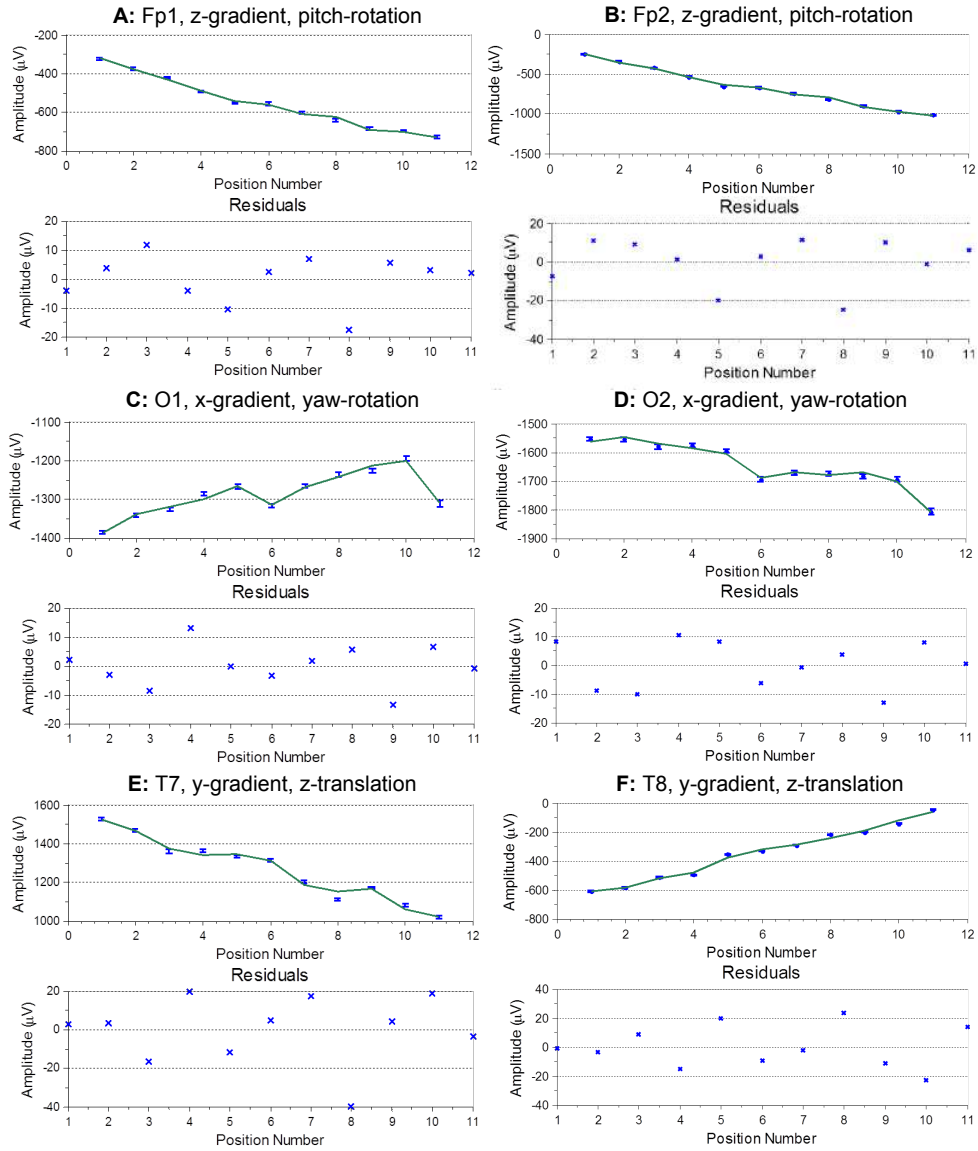 A: Fp1, z-gradient, pitch-rotation
-200
-400
-600
-800
Amplitude (µV)
0 2 4 6 8 10 12
Position Number
Residuals
20
10
0
-10
-20
Amplitude (µV)
1 2 3 4 5 6 7 8 9 10 11
Position Number
B: Fp2, z-gradient, pitch-rotation
0
-500
-1000
-1500
Amplitude (µV)
0 2 4 6 8 10 12
Position Number
Residuals
20
0
-20
-40
Amplitude (µV)
1 2 3 4 5 6 7 8 9 10 11
Position Number
C: O1, x-gradient, yaw-rotation
-1100
-1200
-1300
-1400
Amplitude (µV)
0 2 4 6 8 10 12
Position Number
Residuals
20
10
0
-10
-20
Amplitude (µV)
1 2 3 4 5 6 7 8 9 10 11
Position Number
D: O2, x-gradient, yaw-rotation
-1500
-1600
-1700
-1800
-1900
Amplitude (µV)
0 2 4 6 8 10 12
Position Number
Residuals
20
10
0
-10
-20
Amplitude (µV)
1 2 3 4 5 6 7 8 9 10 11
Position Number
E: T7, y-gradient, z-translation
1600
1400
1200
1000
Amplitude (µV)
0 2 4 6 8 10 12
Position Number
Residuals
20
0
-20
-40
Amplitude (µV)
1 2 3 4 5 6 7 8 9 10 11
Position Number
F: T8, y-gradient, z-translation
0
-200
-400
-600
-800
Amplitude (µV)
0 2 4 6 8 10 12
Position Number
Residuals
40
20
0
-20
-40
Amplitude (µV)
1 2 3 4 5 6 7 8 9 10 11
Position Number